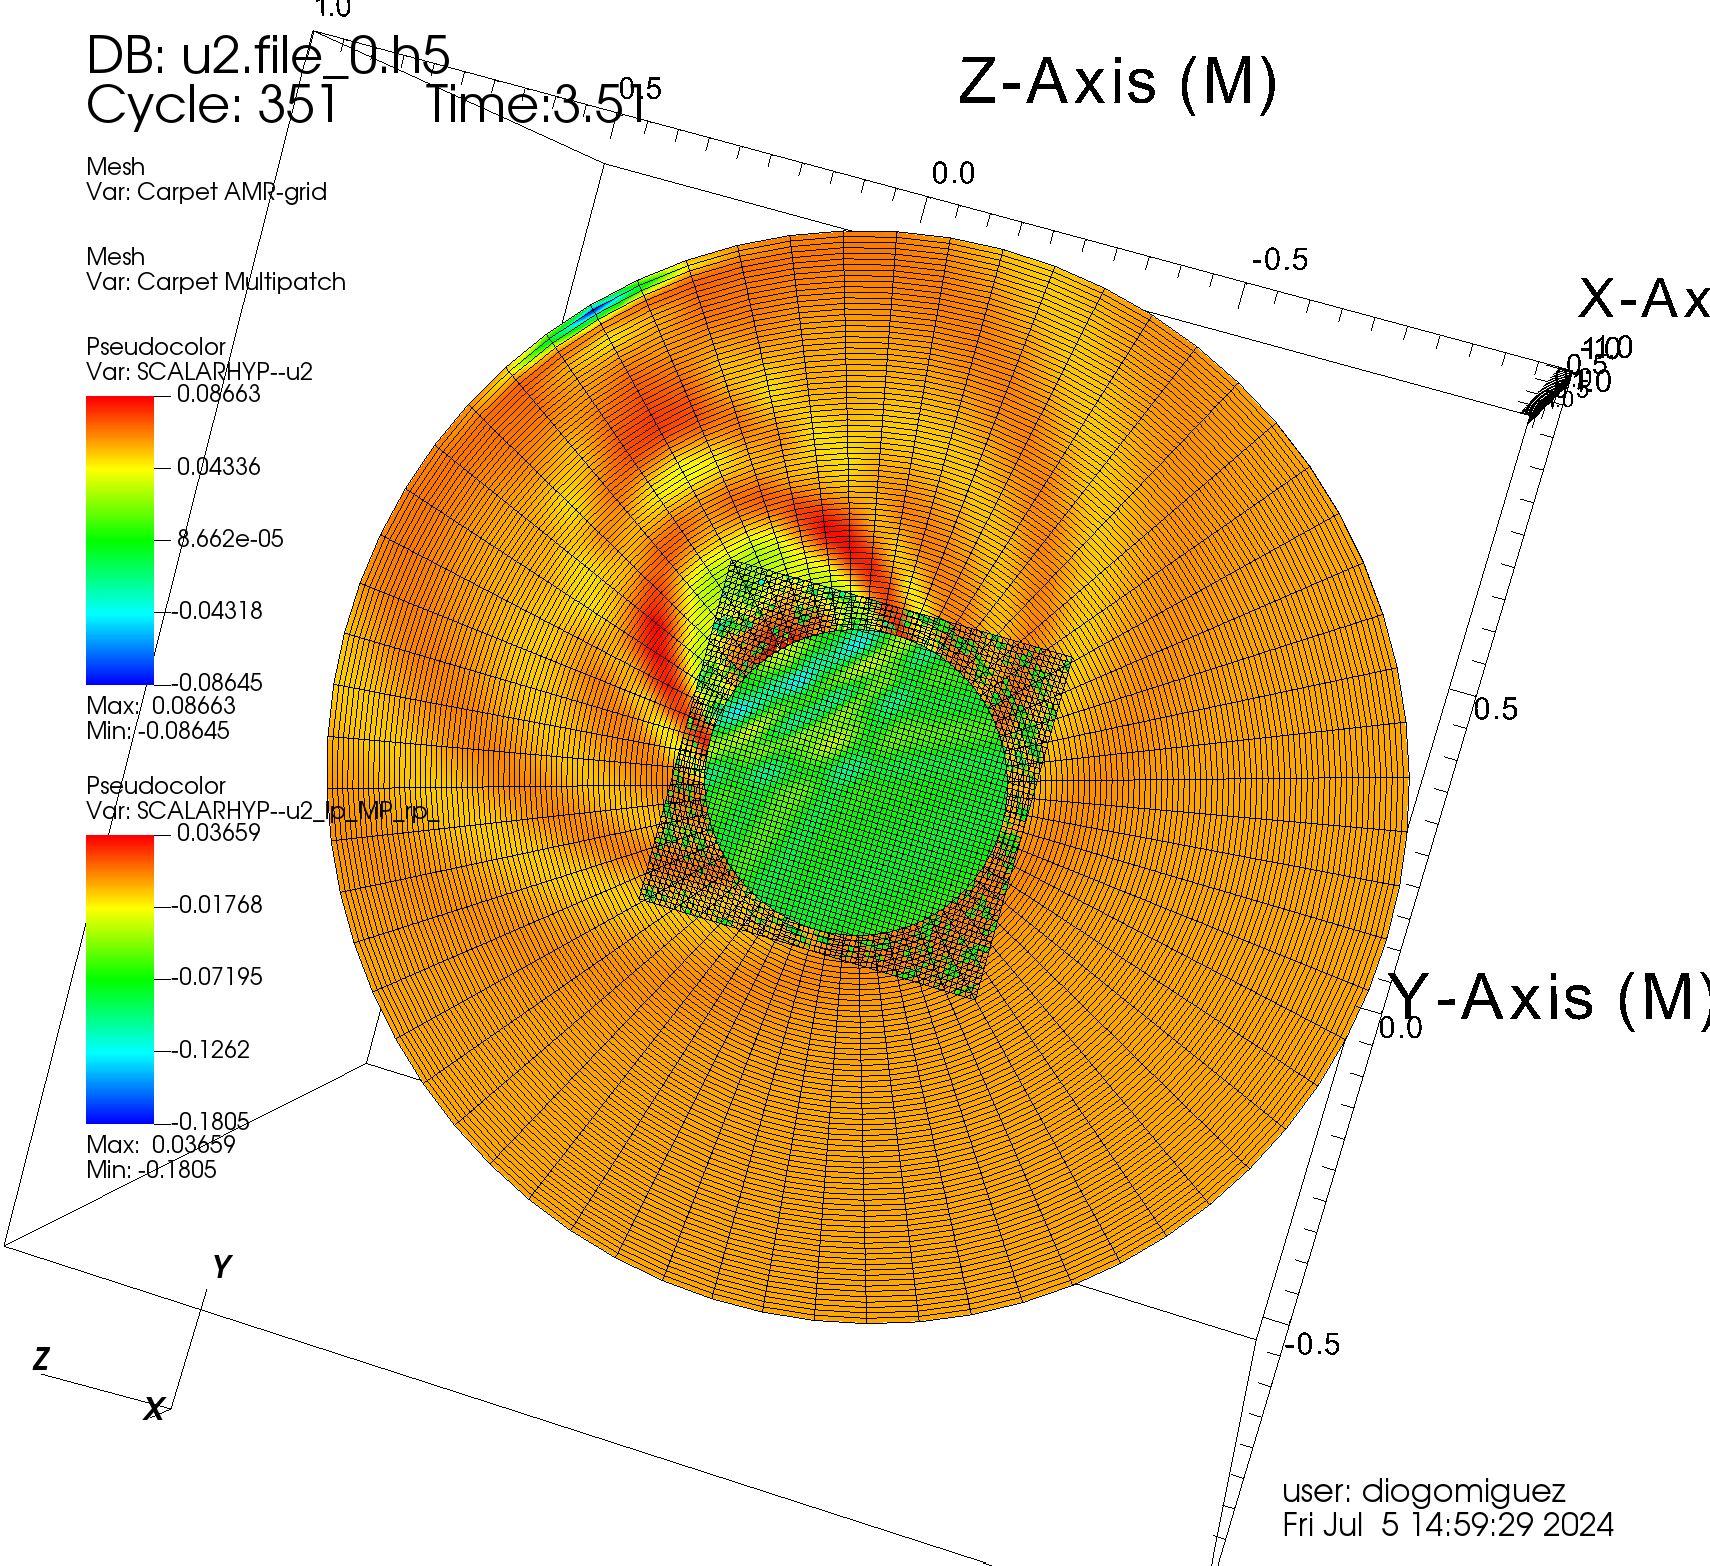 1.0
DB: u2.file_0.h5
Cycle: 351 Time:3.51
0.5
Z-Axis (M)
0.0
-0.5
X-Ax
-1.0
Mesh
Var: Carpet AMR-grid
Mesh
Var: Carpet Multipatch
Pseudocolor
Var: SCALARHYP--u2
0.08663
0.04336
8.662e-05
-0.04318
-0.08645
Max: 0.08663
Min: -0.08645
Pseudocolor
Var: SCALARHYP--u2_lp_MP_rp_
0.03659
-0.01768
-0.07195
-0.1262
-0.1805
Max: 0.03659
Min: -0.1805
0.5
Y-Axis (M)
0.0
-0.5
Y
Z
X
user: diogomiguez
Fri Jul 5 14:59:29 2024